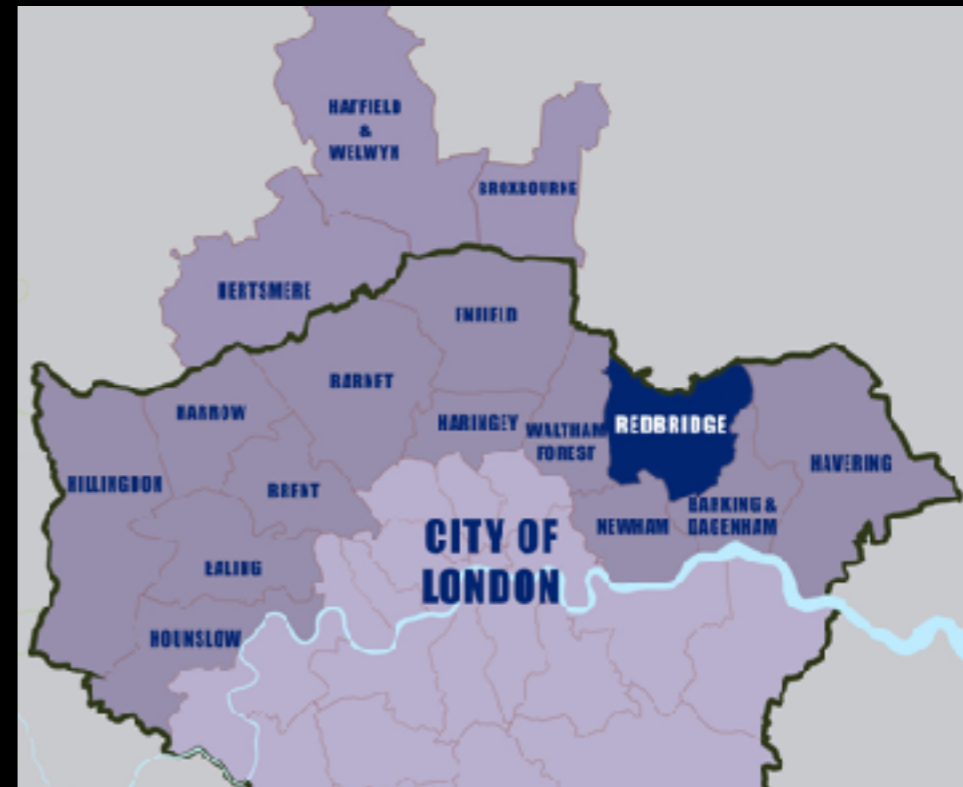 HATFIELD
&
WELWYN
BROXBOURNE
HERTSMERE
ENFIELD
BARNET
HARROW
HARINGEY
WALTHAM
FOREST
REDBRIDGE
HAVERING
HILLINGDON
BRENT
BARKING &
DAGENHAM
NEWHAM
CITY OF
LONDON
EALING
HOUNSLOW